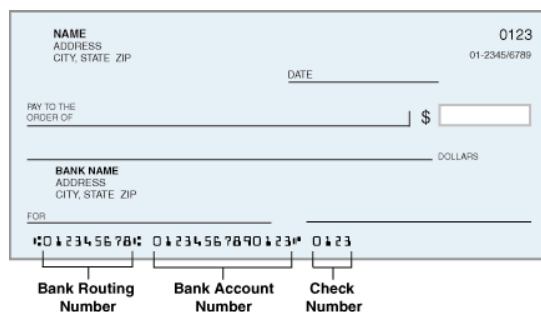 NAME
ADDRESS
CITY, STATE ZIP
0123
01-2345/6789
DATE
PAY TO THE
ORDER OF
$
DOLLARS
BANK NAME
ADDRESS
CITY, STATE ZIP
FOR
⑆012345678⑆ 01234567890123⑈ 0123
Bank Routing Number
Bank Account Number
Check Number